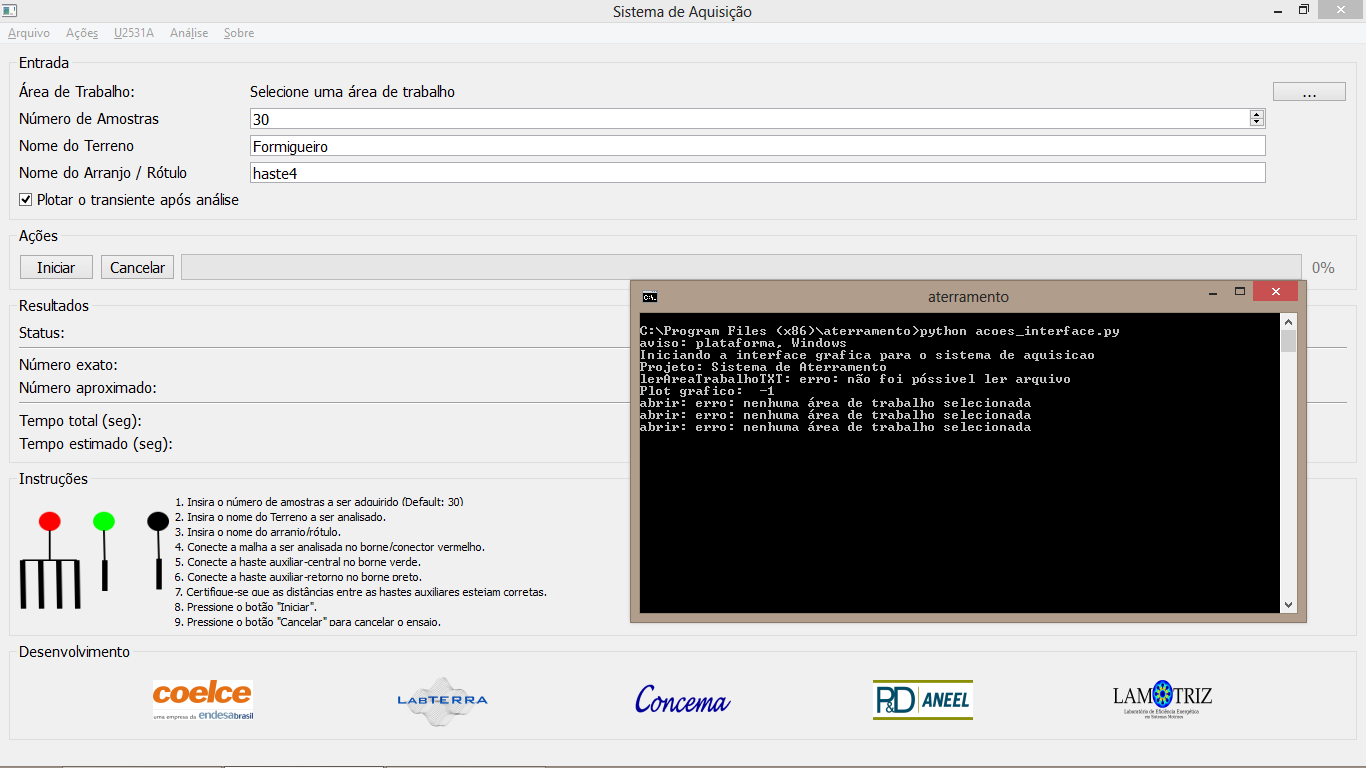 Sistema de Aquisição
Arquivo Ações U2531A Análise Sobre
Entrada
Área de Trabalho: Selecione uma área de trabalho ...
Número de Amostras 30
Nome do Terreno Formigueiro
Nome do Arranjo / Rótulo haste4
Plotar o transiente após análise
Ações
Iniciar Cancelar 0%
Resultados
Status:
Número exato:
Número aproximado:
Tempo total (seg):
Tempo estimado (seg):
aterramento
C:\Program Files (x86)\aterramento>python acoes_interface.py
aviso: plataforma, Windows
Iniciando a interface grafica para o sistema de aquisicao
Projeto: Sistema de Aterramento
lerAreaTrabalhoTXT: erro: não foi póssivel ler arquivo
Plot grafico:  -1
abrir: erro: nenhuma área de trabalho selecionada
abrir: erro: nenhuma área de trabalho selecionada
abrir: erro: nenhuma área de trabalho selecionada
Instruções
1. Insira o número de amostras a ser adquirido (Default: 30)
2. Insira o nome do Terreno a ser analisado.
3. Insira o nome do arranjo/rótulo.
4. Conecte a malha a ser analisada no borne/conector vermelho.
5. Conecte a haste auxiliar-central no borne verde.
6. Conecte a haste auxiliar-retorno no borne preto.
7. Certifique-se que as distâncias entre as hastes auxiliares estejam corretas.
8. Pressione o botão "Iniciar".
9. Pressione o botão "Cancelar" para cancelar o ensaio.
Desenvolvimento
coelce
uma empresa da endesabrasil
LABTERRA
Concema
P&D ANEEL
LAMOTRIZ
Laboratório de Eficiência Energética
em Sistemas Motrizes